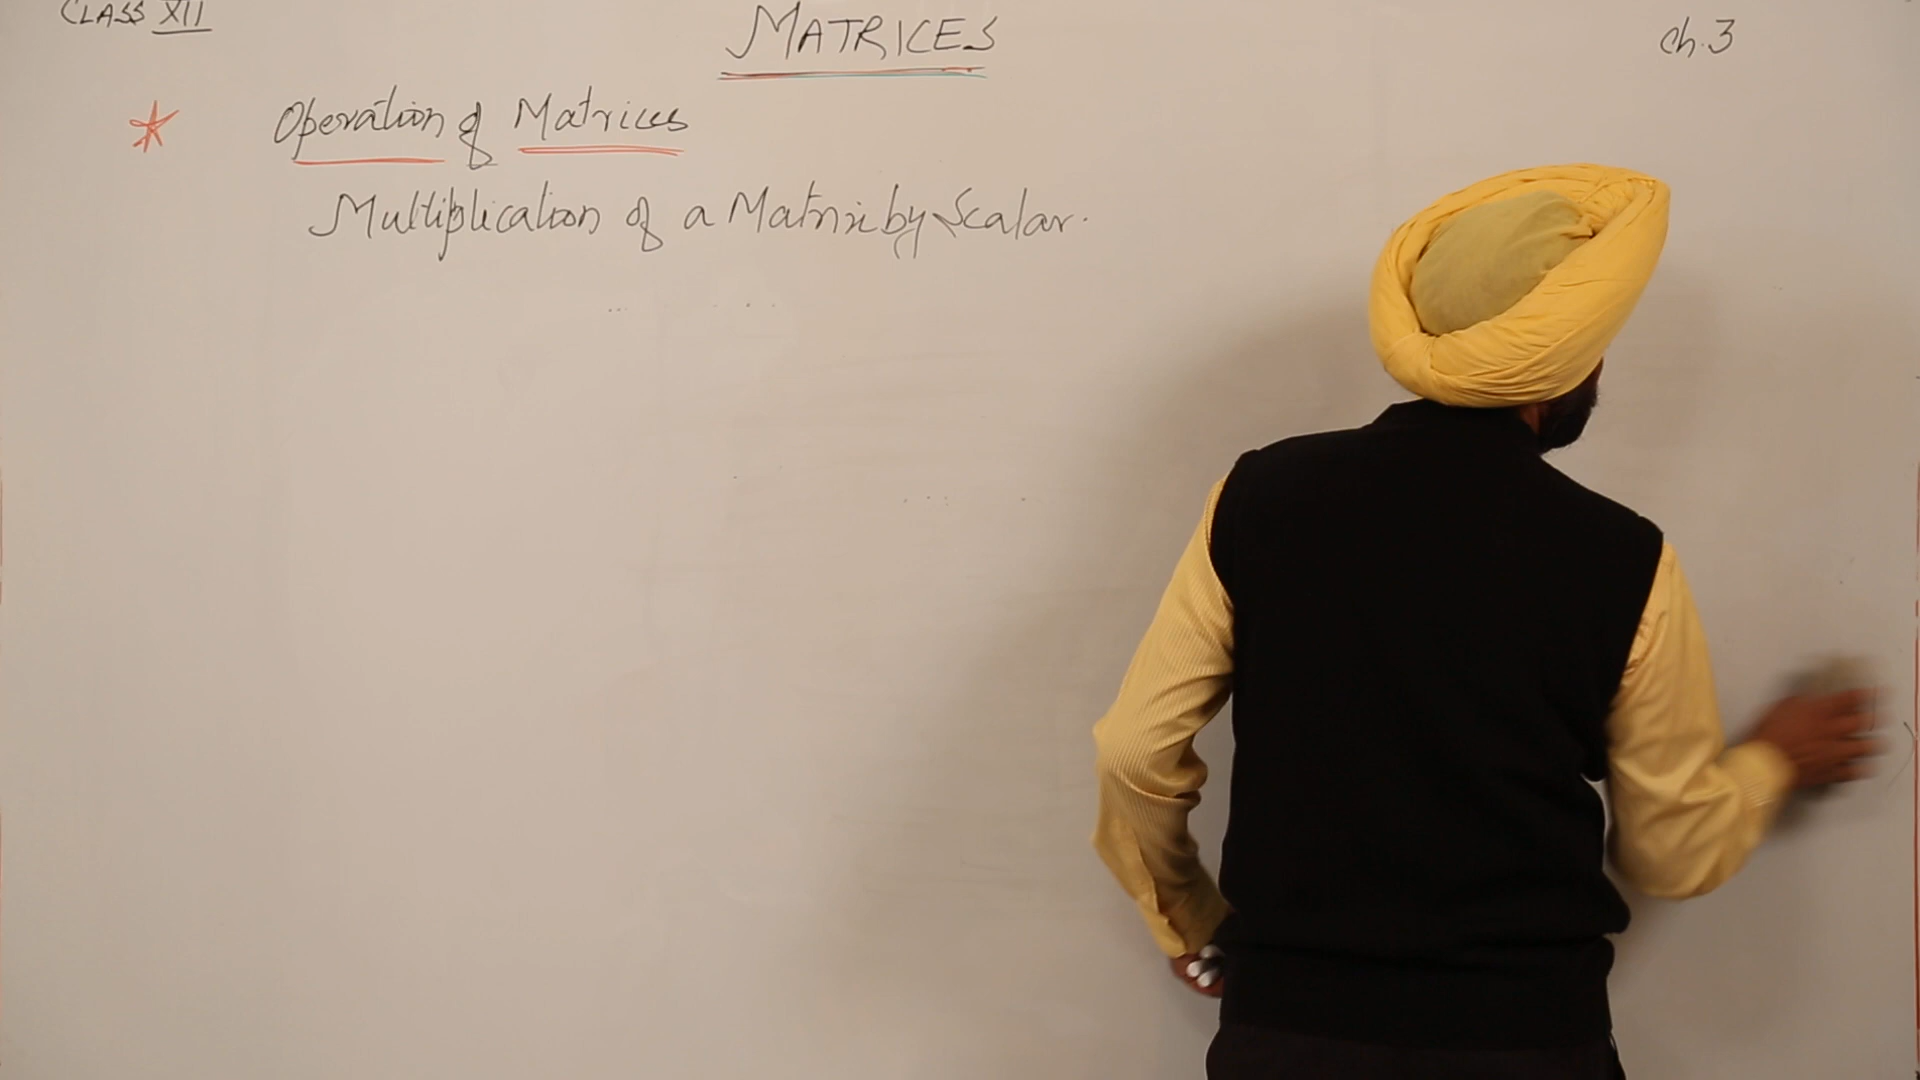 CLASS XII
MATRICES
ch.3
Operation of Matrices
Multiplication of a Matrix by Scalar.